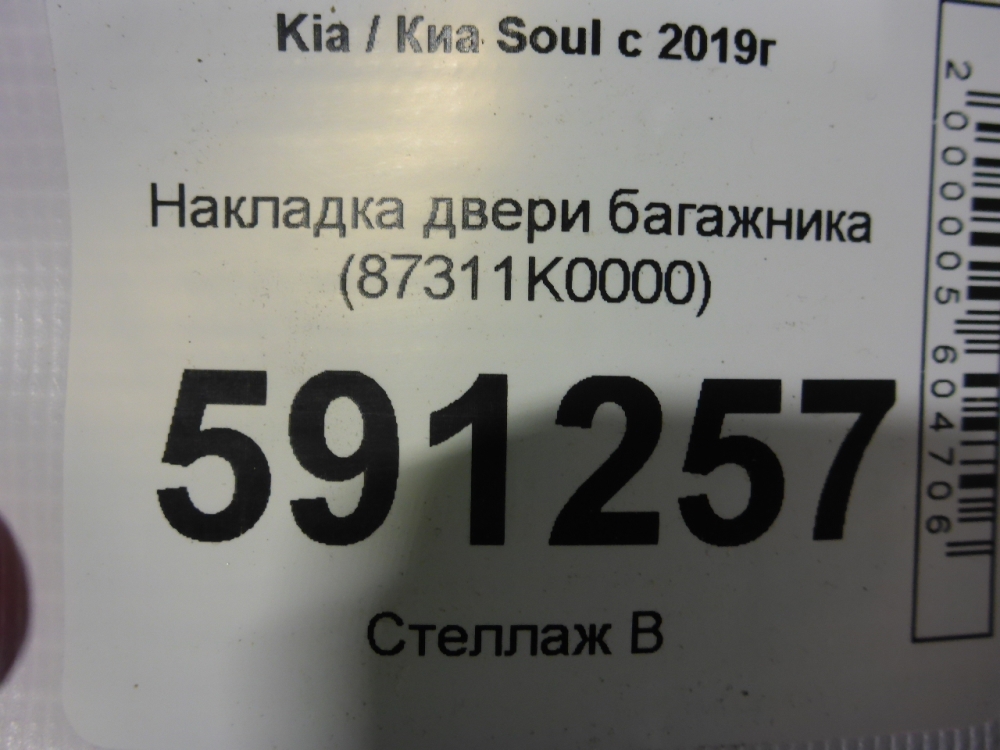 Kia / Киа Soul с 2019г
Накладка двери багажника
(87311K0000)
591257
Стеллаж В
2000005604706